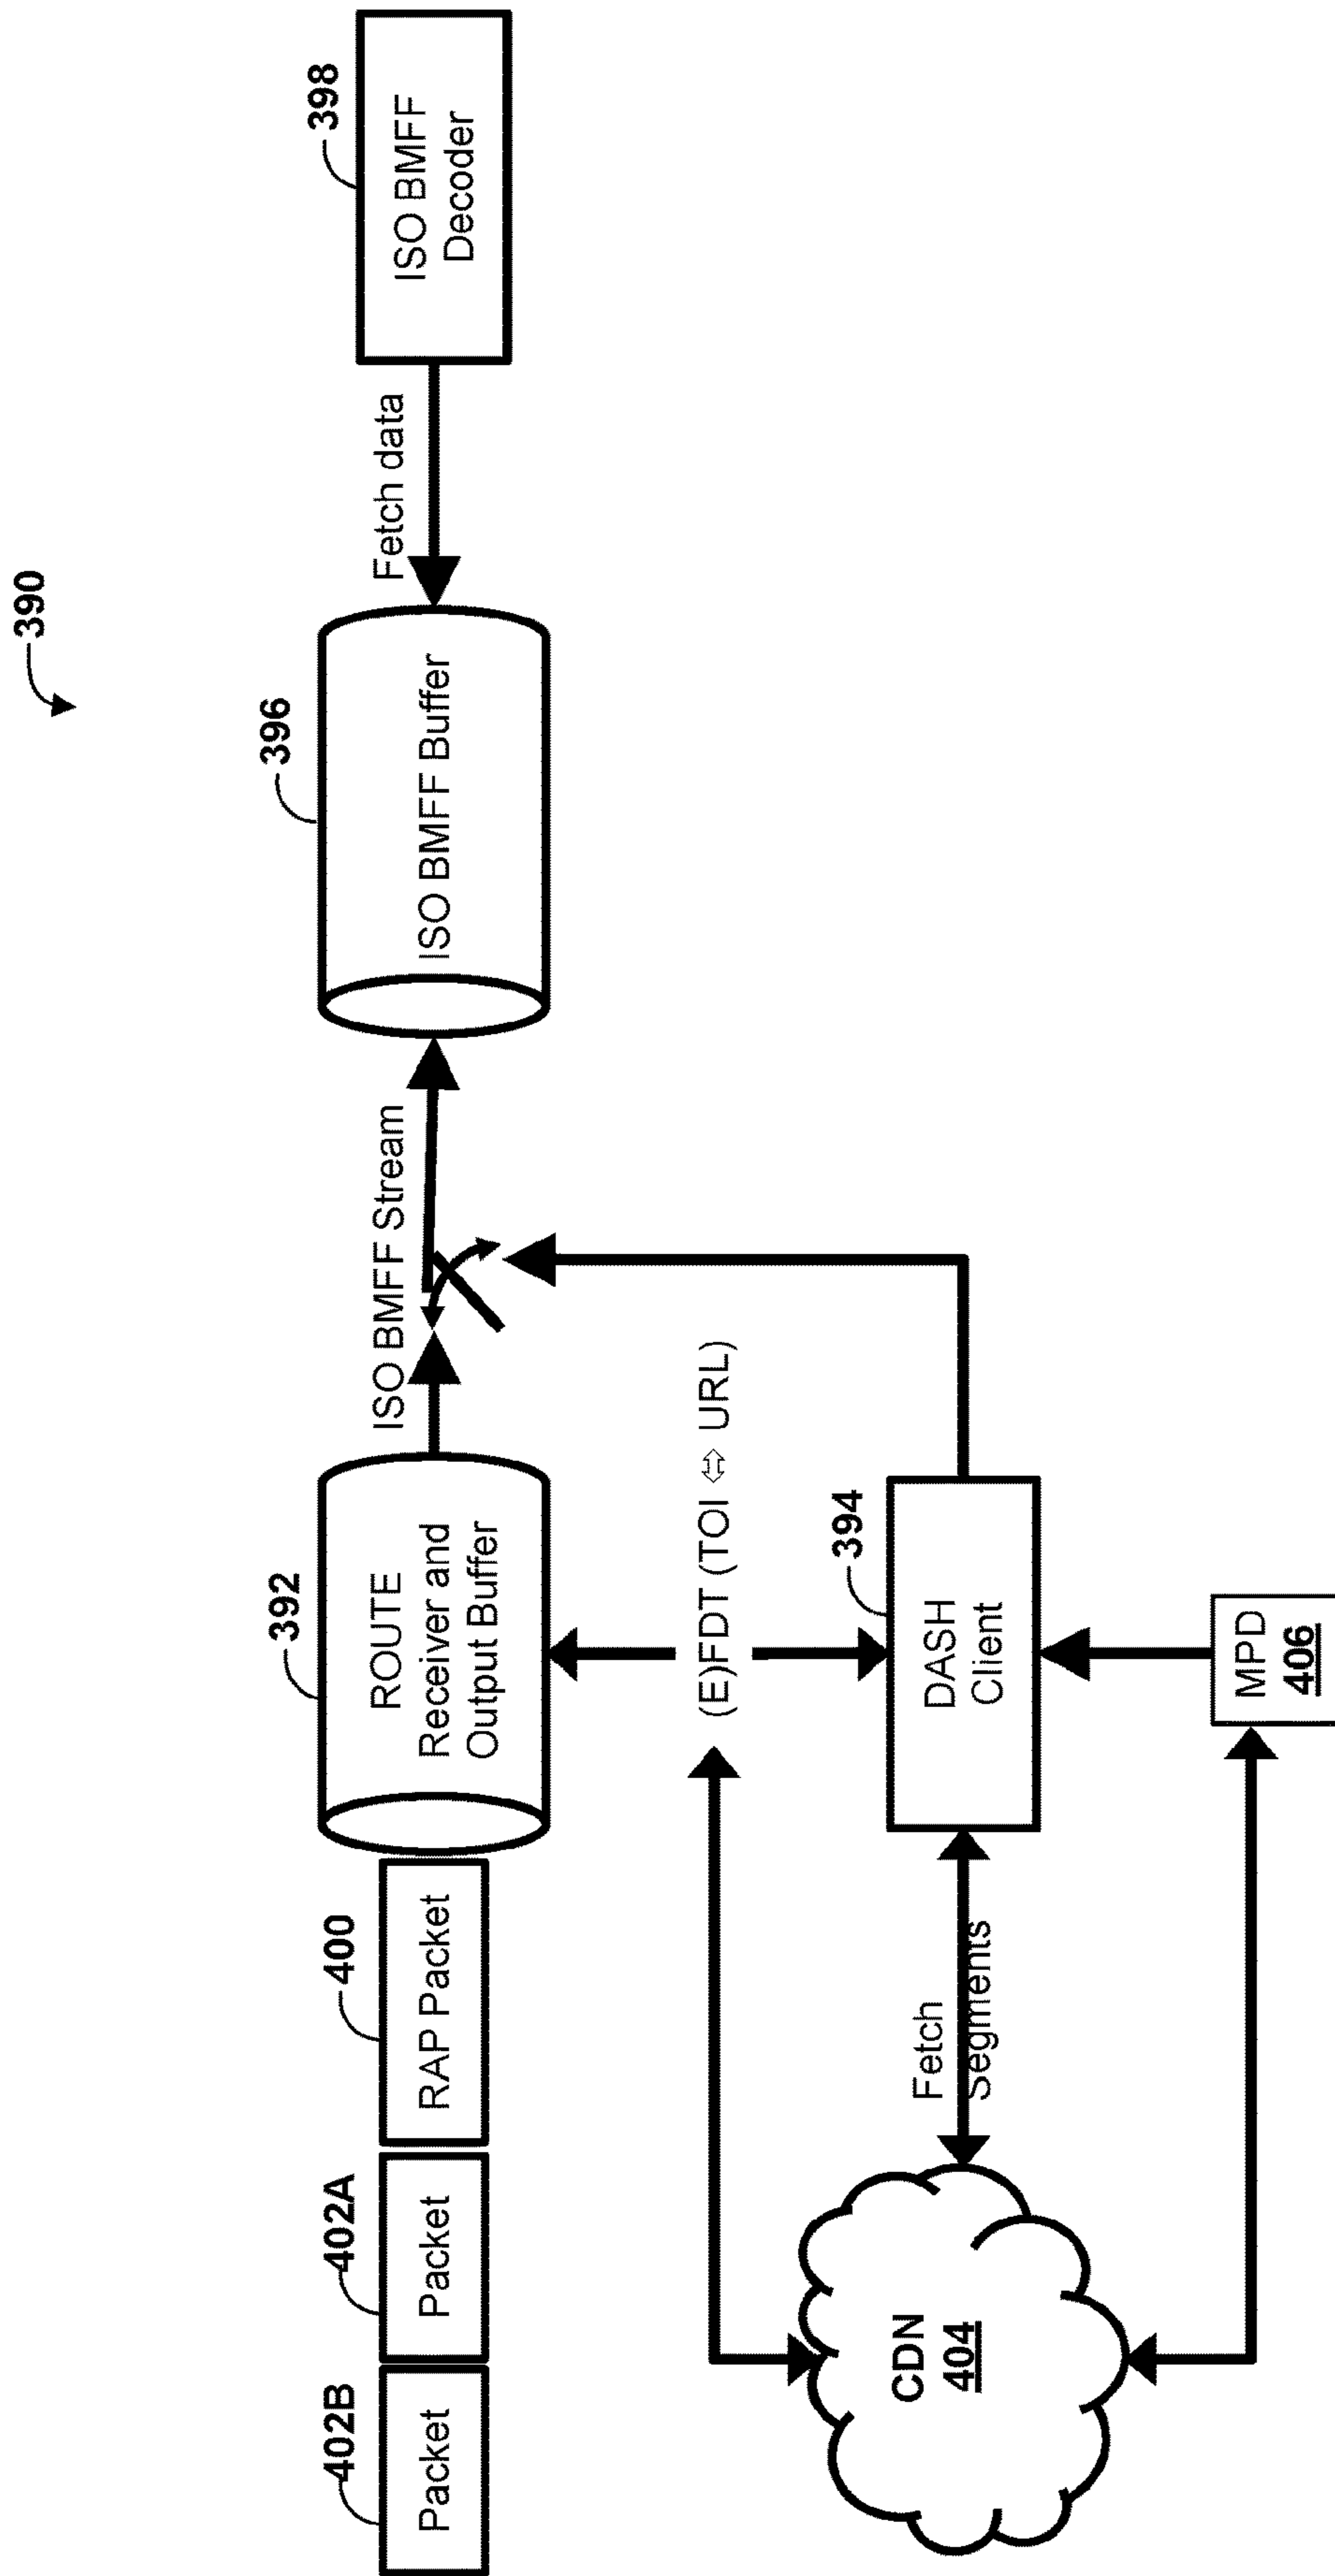 390
402B
402A
400
392
396
398
Packet
Packet
RAP Packet
ROUTE
Receiver and
Output Buffer
ISO BMFF Stream
ISO BMFF Buffer
Fetch data
ISO BMFF
Decoder
(E)FDT (TOI ⇔ URL)
CDN
404
Fetch
Segments
394
DASH
Client
MPD
406